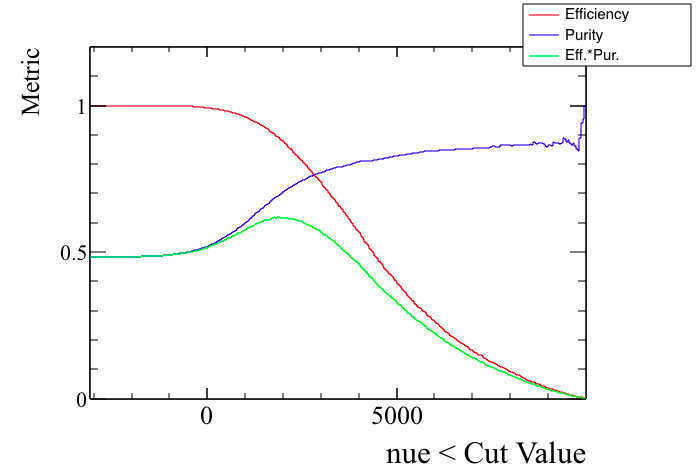 Efficiency
Purity
Eff.*Pur.
Metric
1
0.5
0
0 5000
nue < Cut Value